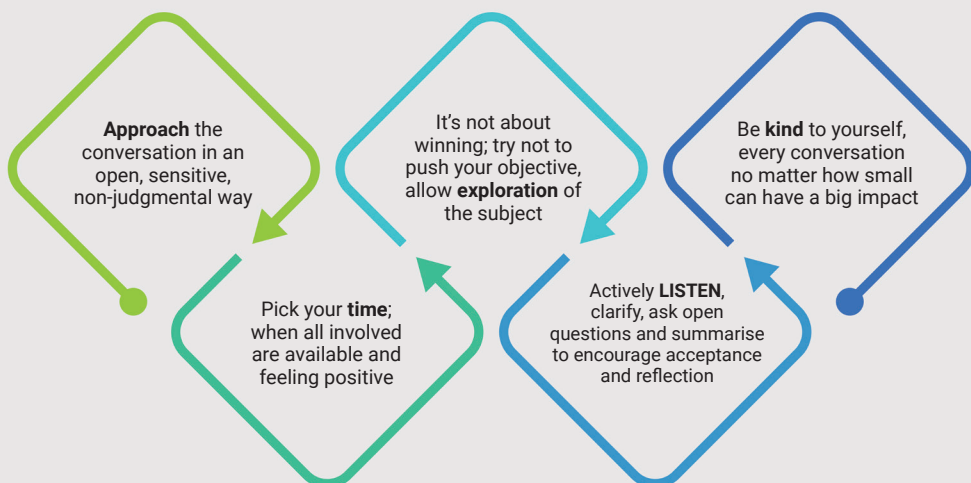 Approach the
conversation in an
open, sensitive,
non-judgmental way
Pick your time;
when all involved
are available and
feeling positive
It's not about
winning; try not to
push your objective,
allow exploration of
the subject
Actively LISTEN,
clarify, ask open
questions and summarise
to encourage acceptance
and reflection
Be kind to yourself,
every conversation
no matter how small
can have a big impact